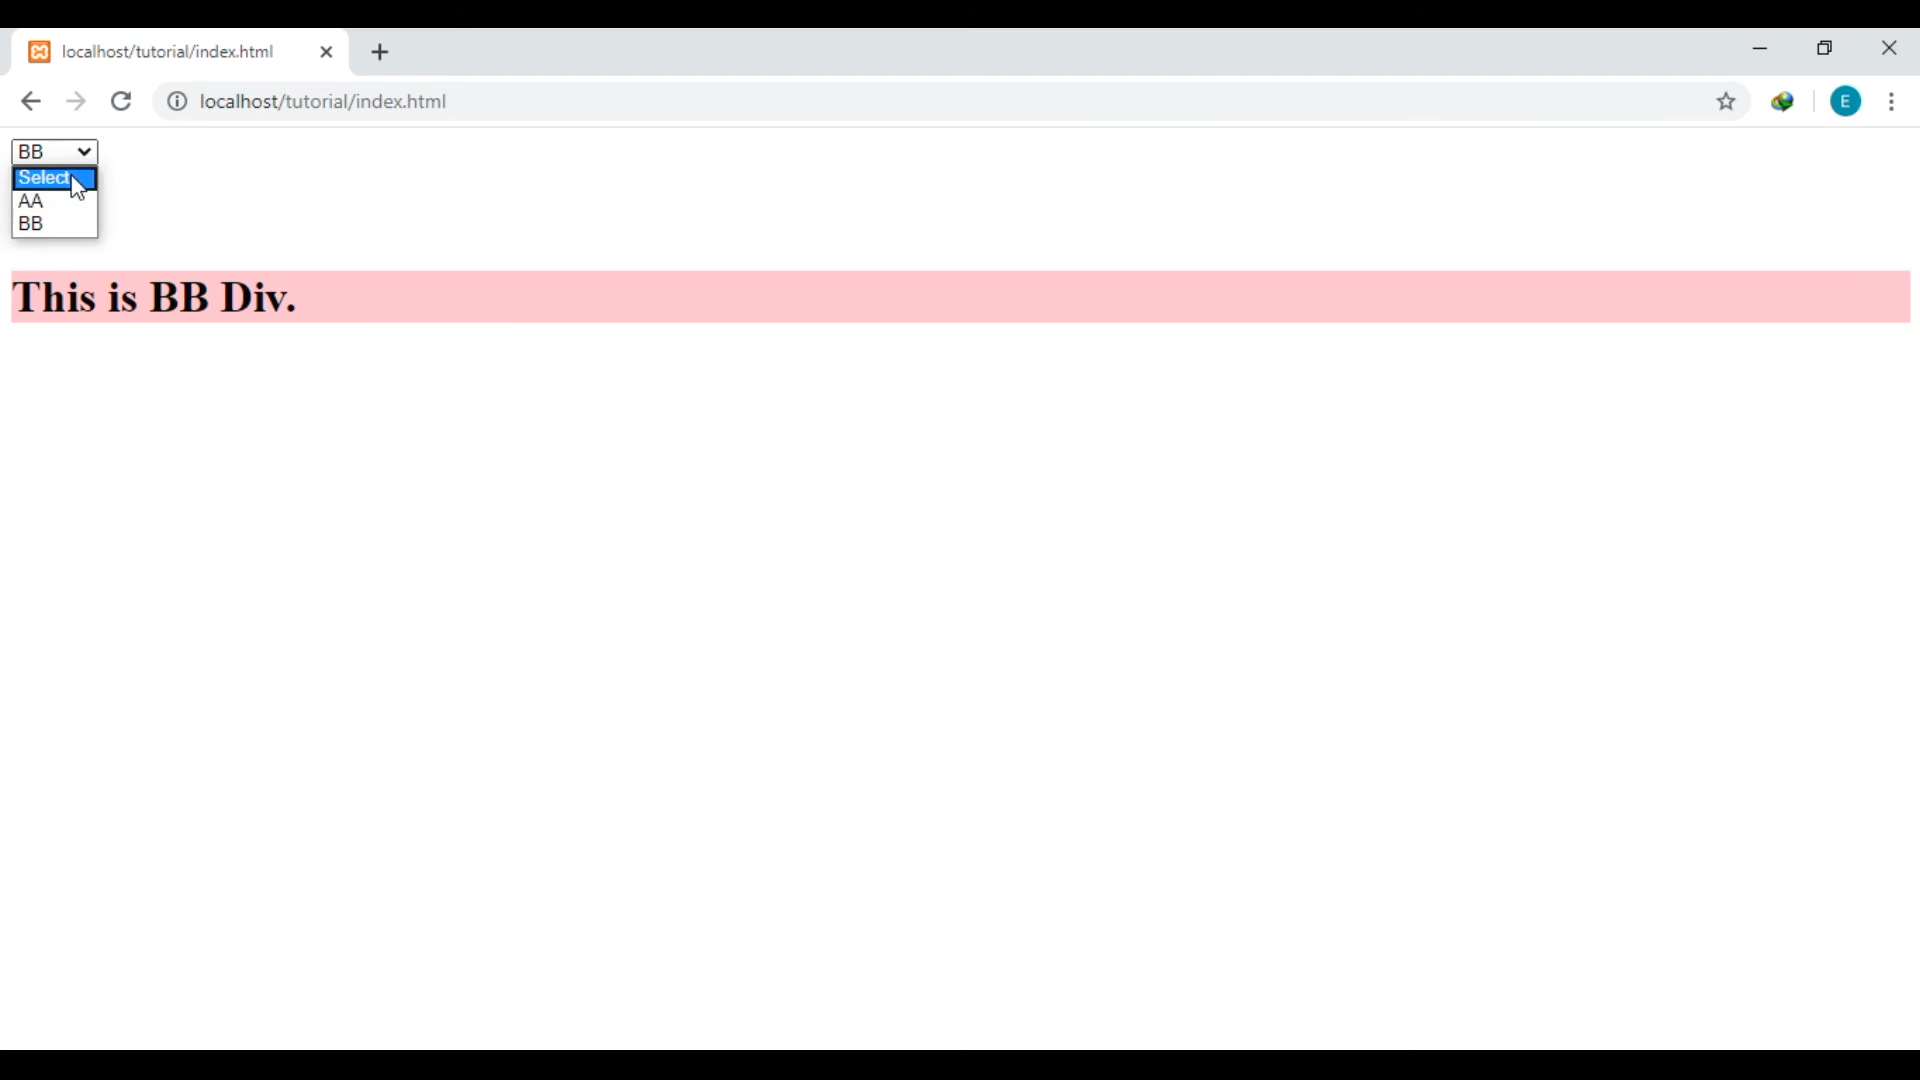 localhost/tutorial/index.html
localhost/tutorial/index.html
E
BB
Select
AA
BB
This is BB Div.